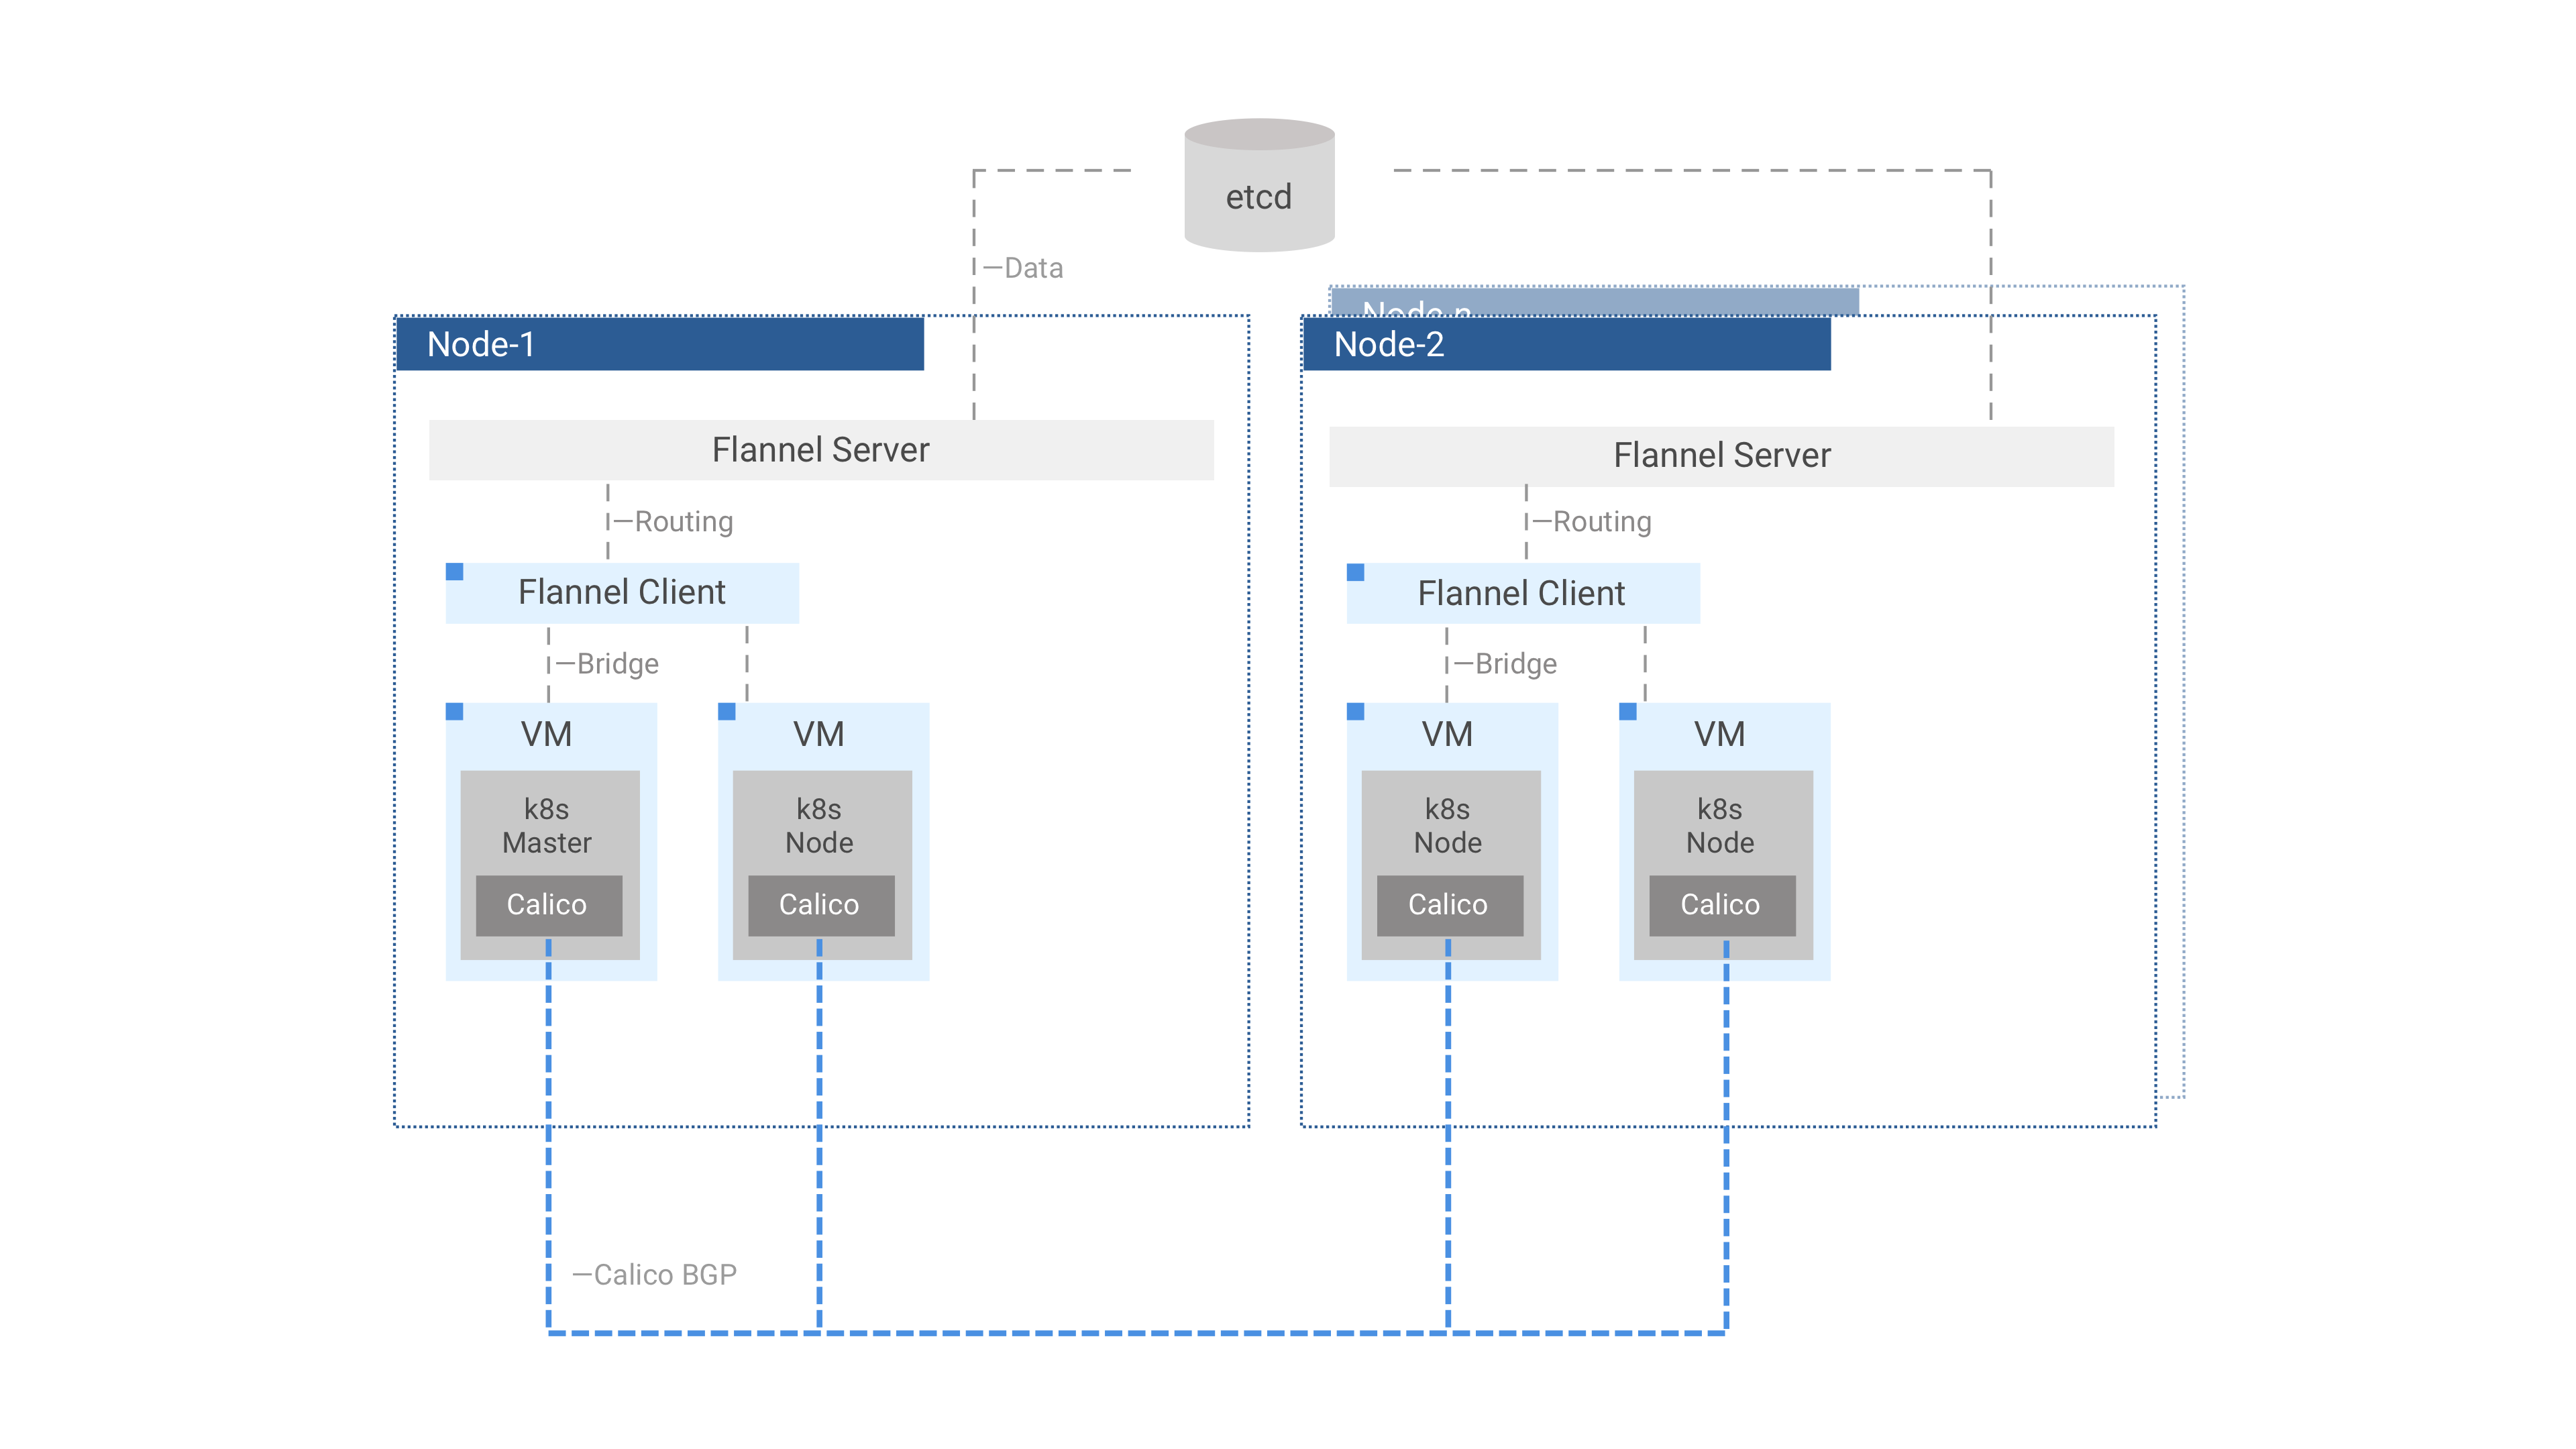 etcd
—Data
Node-n
Node-1
Node-2
Flannel Server
Flannel Server
—Routing
—Routing
Flannel Client
Flannel Client
—Bridge
—Bridge
VM
VM
VM
VM
k8s
Master
k8s
Node
k8s
Node
k8s
Node
Calico
Calico
Calico
Calico
—Calico BGP